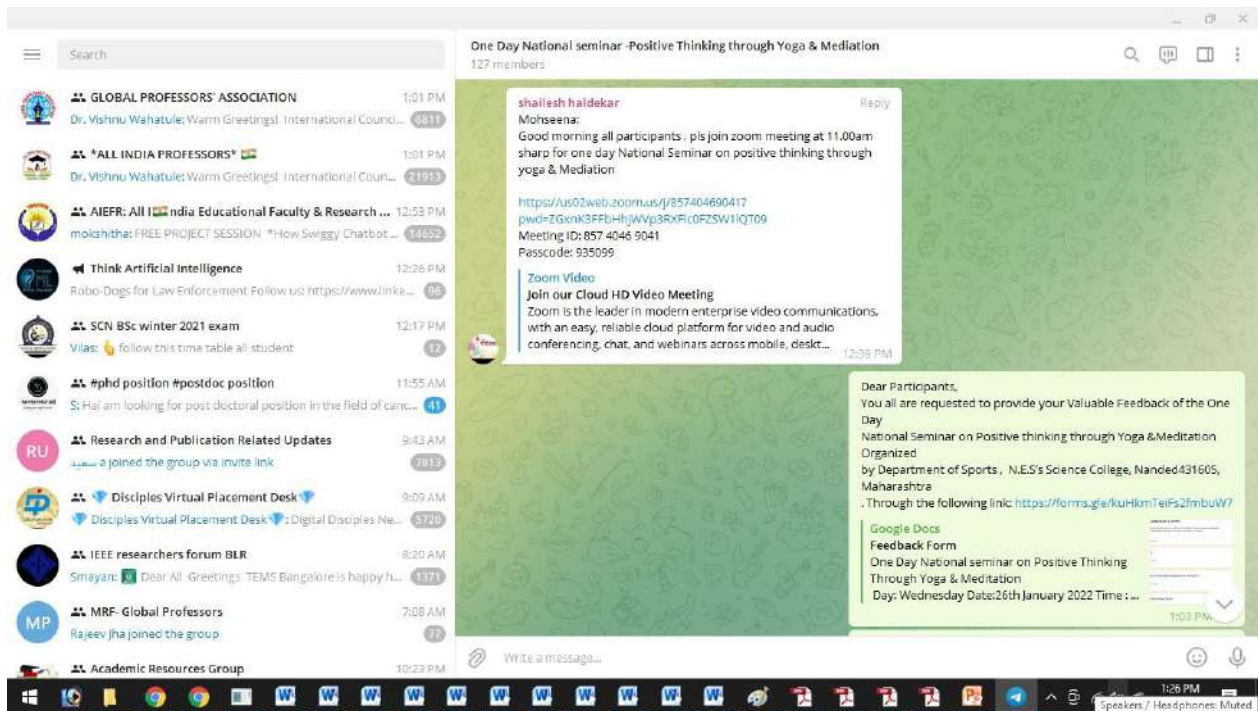 Search
GLOBAL PROFESSORS' ASSOCIATION 1:01 PM
Dr. Vishnu Wahatule: Warm Greetings! International Counci... 6811
*ALL INDIA PROFESSORS* 🇮🇳 1:01 PM
Dr. Vishnu Wahatule: Warm Greetings! International Coun... 21913
AIEFR: All I🇮🇳ndia Educational Faculty & Research ... 12:53 PM
mokshitha: FREE PROJECT SESSION *How Swiggy Chatbot ... 14652
Think Artificial Intelligence 12:26 PM
Robo-Dogs for Law Enforcement Follow us: https://www.linke... 96
SCN BSc winter 2021 exam 12:17 PM
Vilas: 👆 follow this time table all student 12
#phd position #postdoc position 11:55 AM
S: Hai am looking for post doctoral position in the field of canc... 41
RU
Research and Publication Related Updates 9:43 AM
سعيد a joined the group via invite link 7813
💎 Disciples Virtual Placement Desk💎 9:09 AM
💎 Disciples Virtual Placement Desk💎: Digital Disciples Ne... 5720
IEEE researchers forum BLR 8:20 AM
Smayan: Dear All Greetings TEMS Bangalore is happy h... 1371
MP
MRF- Global Professors 7:08 AM
Rajeev Jha joined the group 77
Academic Resources Group 10:23 PM
One Day National seminar -Positive Thinking through Yoga & Mediation
127 members
shailesh haldekar Reply
Mohseena:
Good morning all participants , pls join zoom meeting at 11.00am
sharp for one day National Seminar on positive thinking through
yoga & Mediation
https://us02web.zoom.us/j/85740469041?
Meeting ID: 857 4046 9041
Passcode: 935099
Zoom Video
Join our Cloud HD Video Meeting
Zoom is the leader in modern enterprise video communications,
with an easy, reliable cloud platform for video and audio
conferencing, chat, and webinars across mobile, deskt...
12:39 PM
Dear Participants,
You all are requested to provide your Valuable Feedback of the One
Day
National Seminar on Positive thinking through Yoga &Meditation
Organized
by Department of Sports , N.E.S's Science College, Nanded431605,
Maharashtra
. Through the following link: https://forms.gle/kuHkmTeiFs2fmbuW7
Google Docs
Feedback Form
One Day National seminar on Positive Thinking
Through Yoga & Meditation
Day: Wednesday Date:26th January 2022 Time : ...
1:03 PM
Write a message...
1:26 PM
Speakers / Headphones: Muted